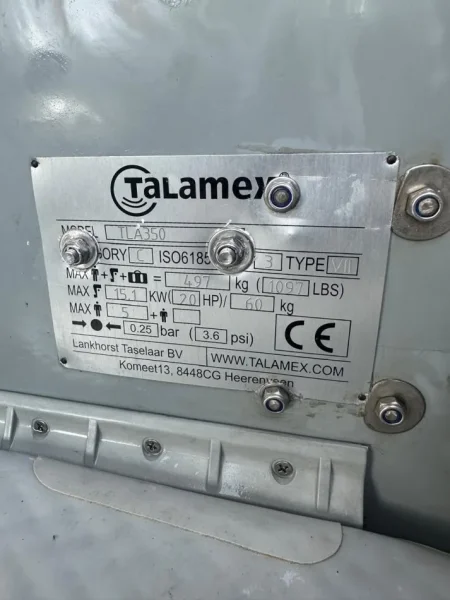 TALAMEX
MODEL TLA350
GORY C ISO6185 3 TYPE VII
MAX + + = 497 kg (1097 LBS)
MAX 15,1 KW( 20 HP)/ 60 kg
MAX 5 +
0.25 bar ( 3.6 psi)
CE
Lankhorst Taselaar BV WWW.TALAMEX.COM
Komeet13, 8448CG Heerenveen